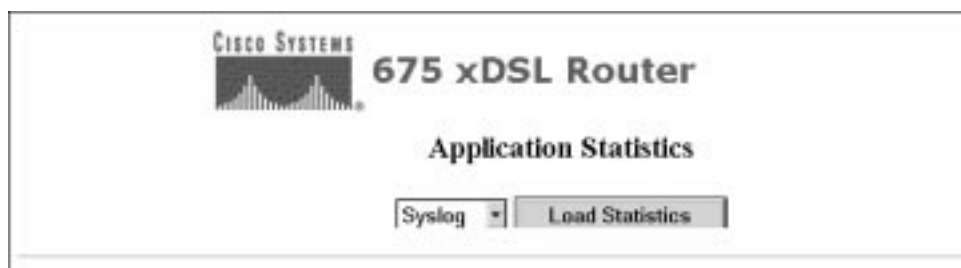 CISCO SYSTEMS
®
675 xDSL Router
Application Statistics
Syslog
Load Statistics